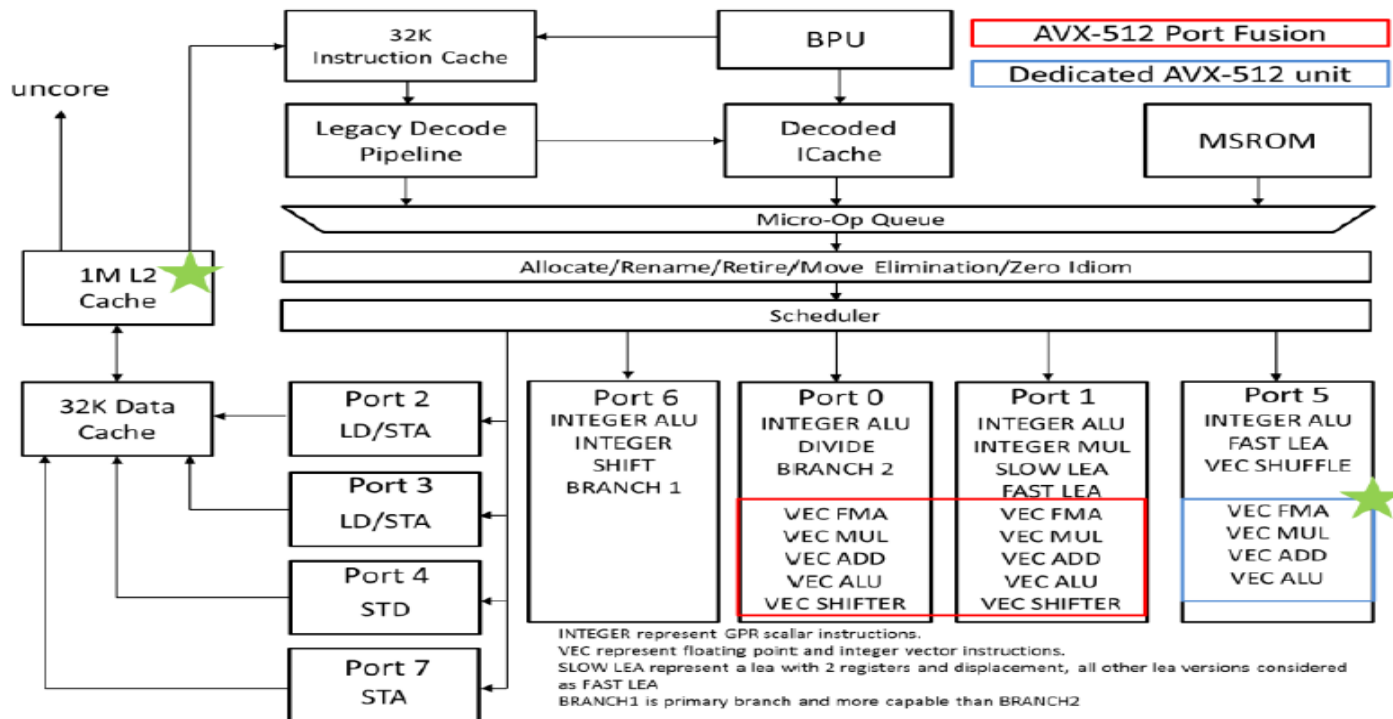 32K
Instruction Cache
BPU
AVX-512 Port Fusion
Dedicated AVX-512 unit
uncore
Legacy Decode
Pipeline
Decoded
ICache
MSROM
Micro-Op Queue
1M L2
Cache
Allocate/Rename/Retire/Move Elimination/Zero Idiom
Scheduler
32K Data
Cache
Port 2
LD/STA
Port 3
LD/STA
Port 4
STD
Port 7
STA
Port 6
INTEGER ALU
INTEGER
SHIFT
BRANCH 1
Port 0
INTEGER ALU
DIVIDE
BRANCH 2
VEC FMA
VEC MUL
VEC ADD
VEC ALU
VEC SHIFTER
Port 1
INTEGER ALU
INTEGER MUL
SLOW LEA
FAST LEA
VEC FMA
VEC MUL
VEC ADD
VEC ALU
VEC SHIFTER
Port 5
INTEGER ALU
FAST LEA
VEC SHUFFLE
VEC FMA
VEC MUL
VEC ADD
VEC ALU
INTEGER represent GPR scallar instructions.
VEC represent floating point and integer vector instructions.
SLOW LEA represent a lea with 2 registers and displacement, all other lea versions considered
as FAST LEA
BRANCH1 is primary branch and more capable than BRANCH2